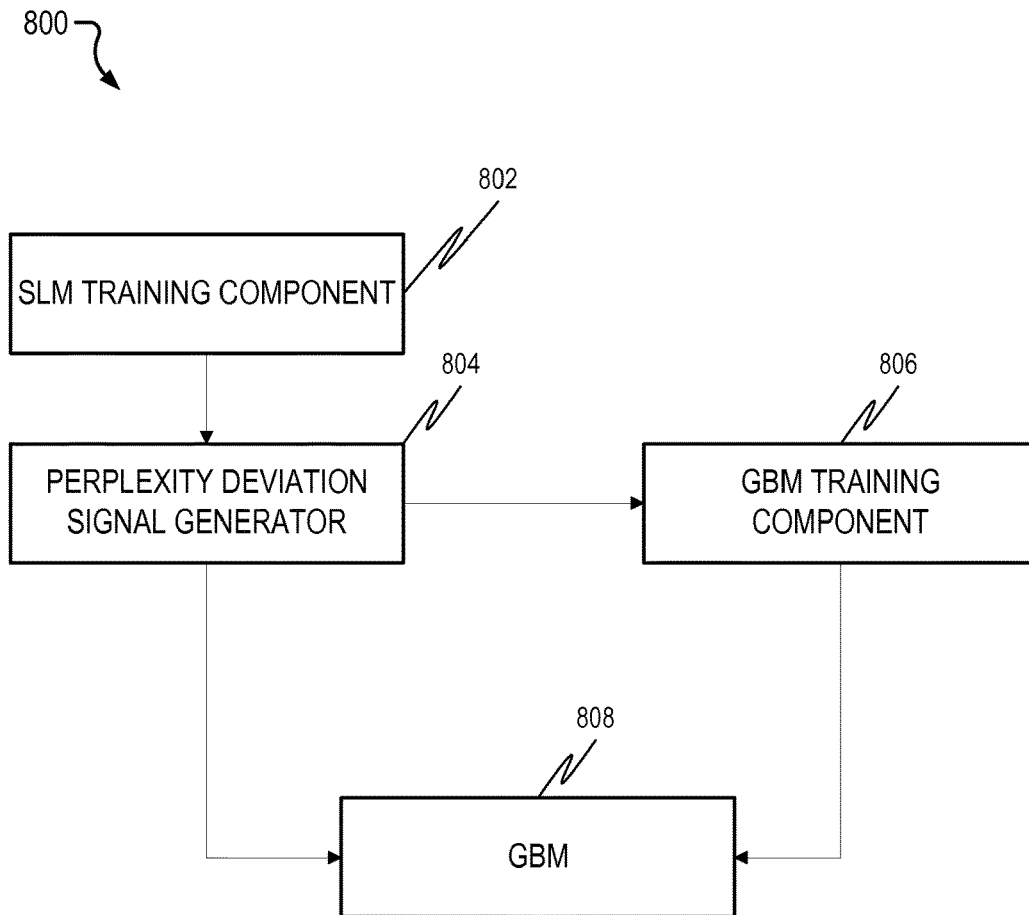 800
802
SLM TRAINING COMPONENT
804
806
PERPLEXITY DEVIATION
SIGNAL GENERATOR
GBM TRAINING
COMPONENT
808
GBM